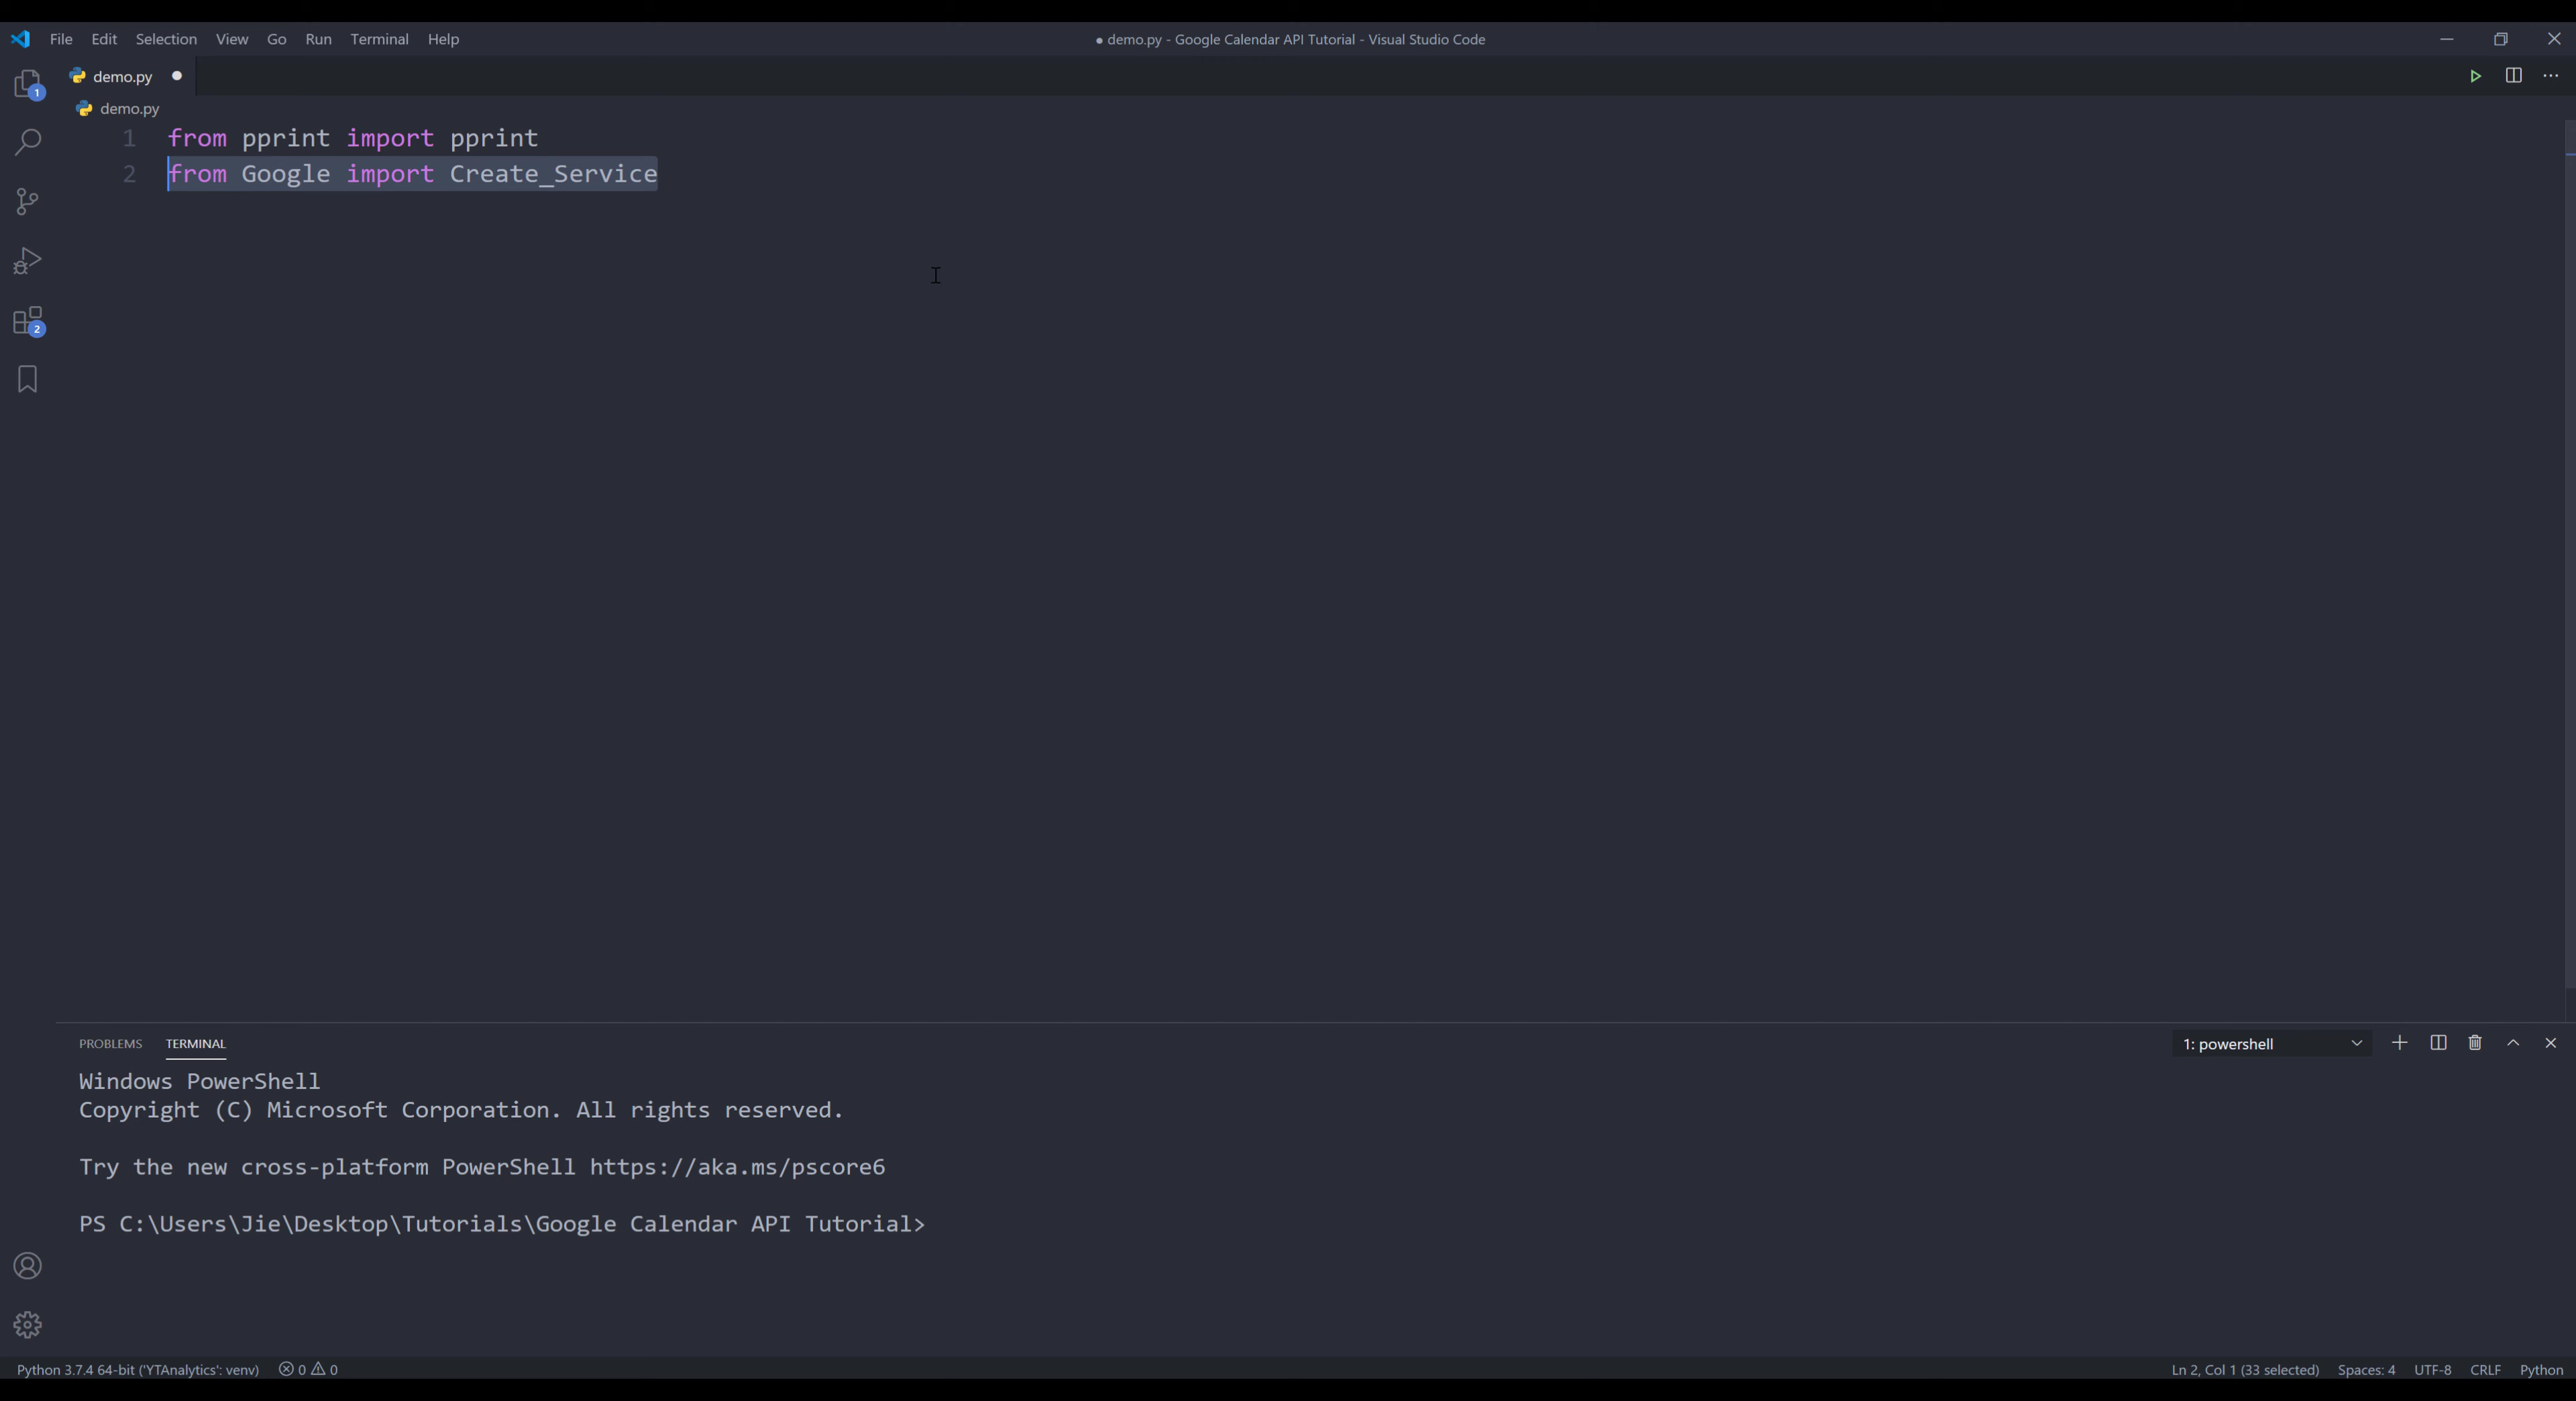 File Edit Selection View Go Run Terminal Help
● demo.py - Google Calendar API Tutorial - Visual Studio Code
demo.py
demo.py
1 from pprint import pprint
2 from Google import Create_Service
1
2
PROBLEMS TERMINAL
1: powershell
Windows PowerShell
Copyright (C) Microsoft Corporation. All rights reserved.
Try the new cross-platform PowerShell https://aka.ms/pscore6
PS C:\Users\Jie\Desktop\Tutorials\Google Calendar API Tutorial>
Python 3.7.4 64-bit ('YTAnalytics': venv) 0 0 Ln 2, Col 1 (33 selected) Spaces: 4 UTF-8 CRLF Python